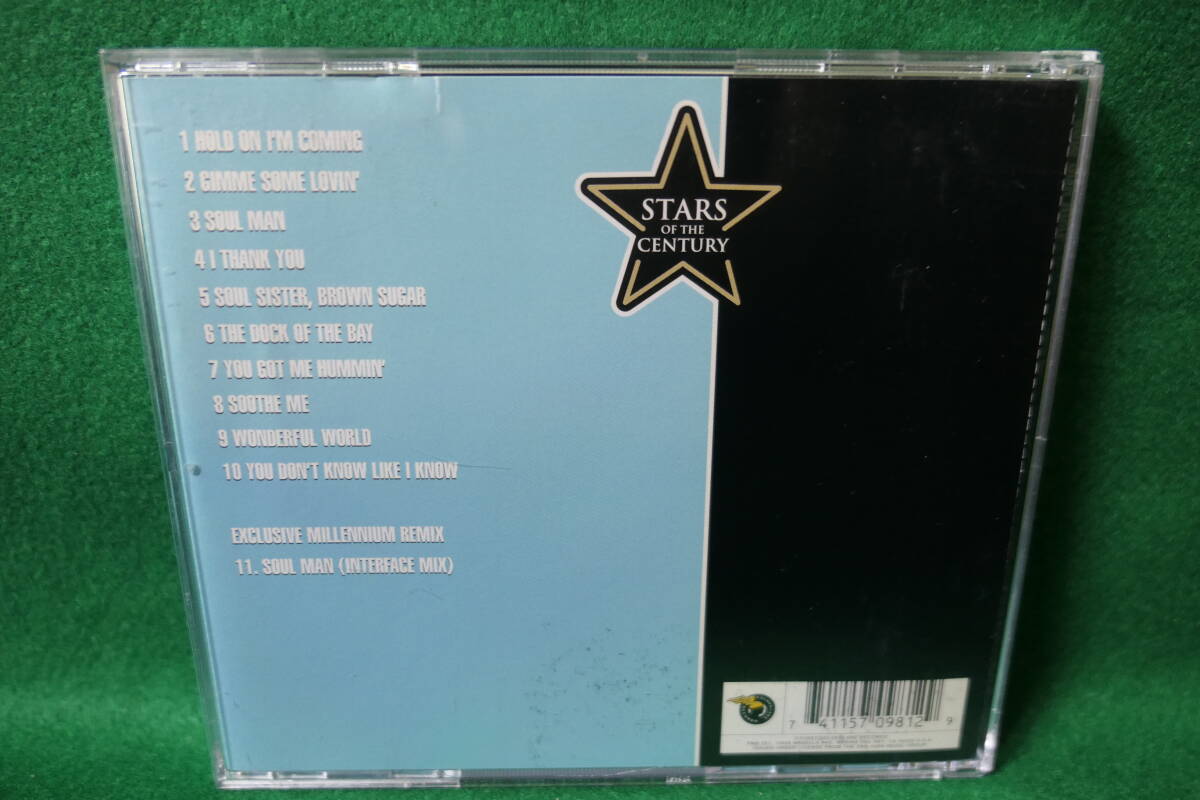 1 HOLD ON I'M COMING
2 GIMME SOME LOVIN'
3 SOUL MAN
4 I THANK YOU
5 SOUL SISTER, BROWN SUGAR
6 THE DOCK OF THE BAY
7 YOU GOT ME HUMMIN'
8 SOOTHE ME
9 WONDERFUL WORLD
10 YOU DON'T KNOW LIKE I KNOW
EXCLUSIVE MILLENNIUM REMIX
11. SOUL MAN (INTERFACE MIX)
STARS
OF THE
CENTURY
7 41157 09812 9